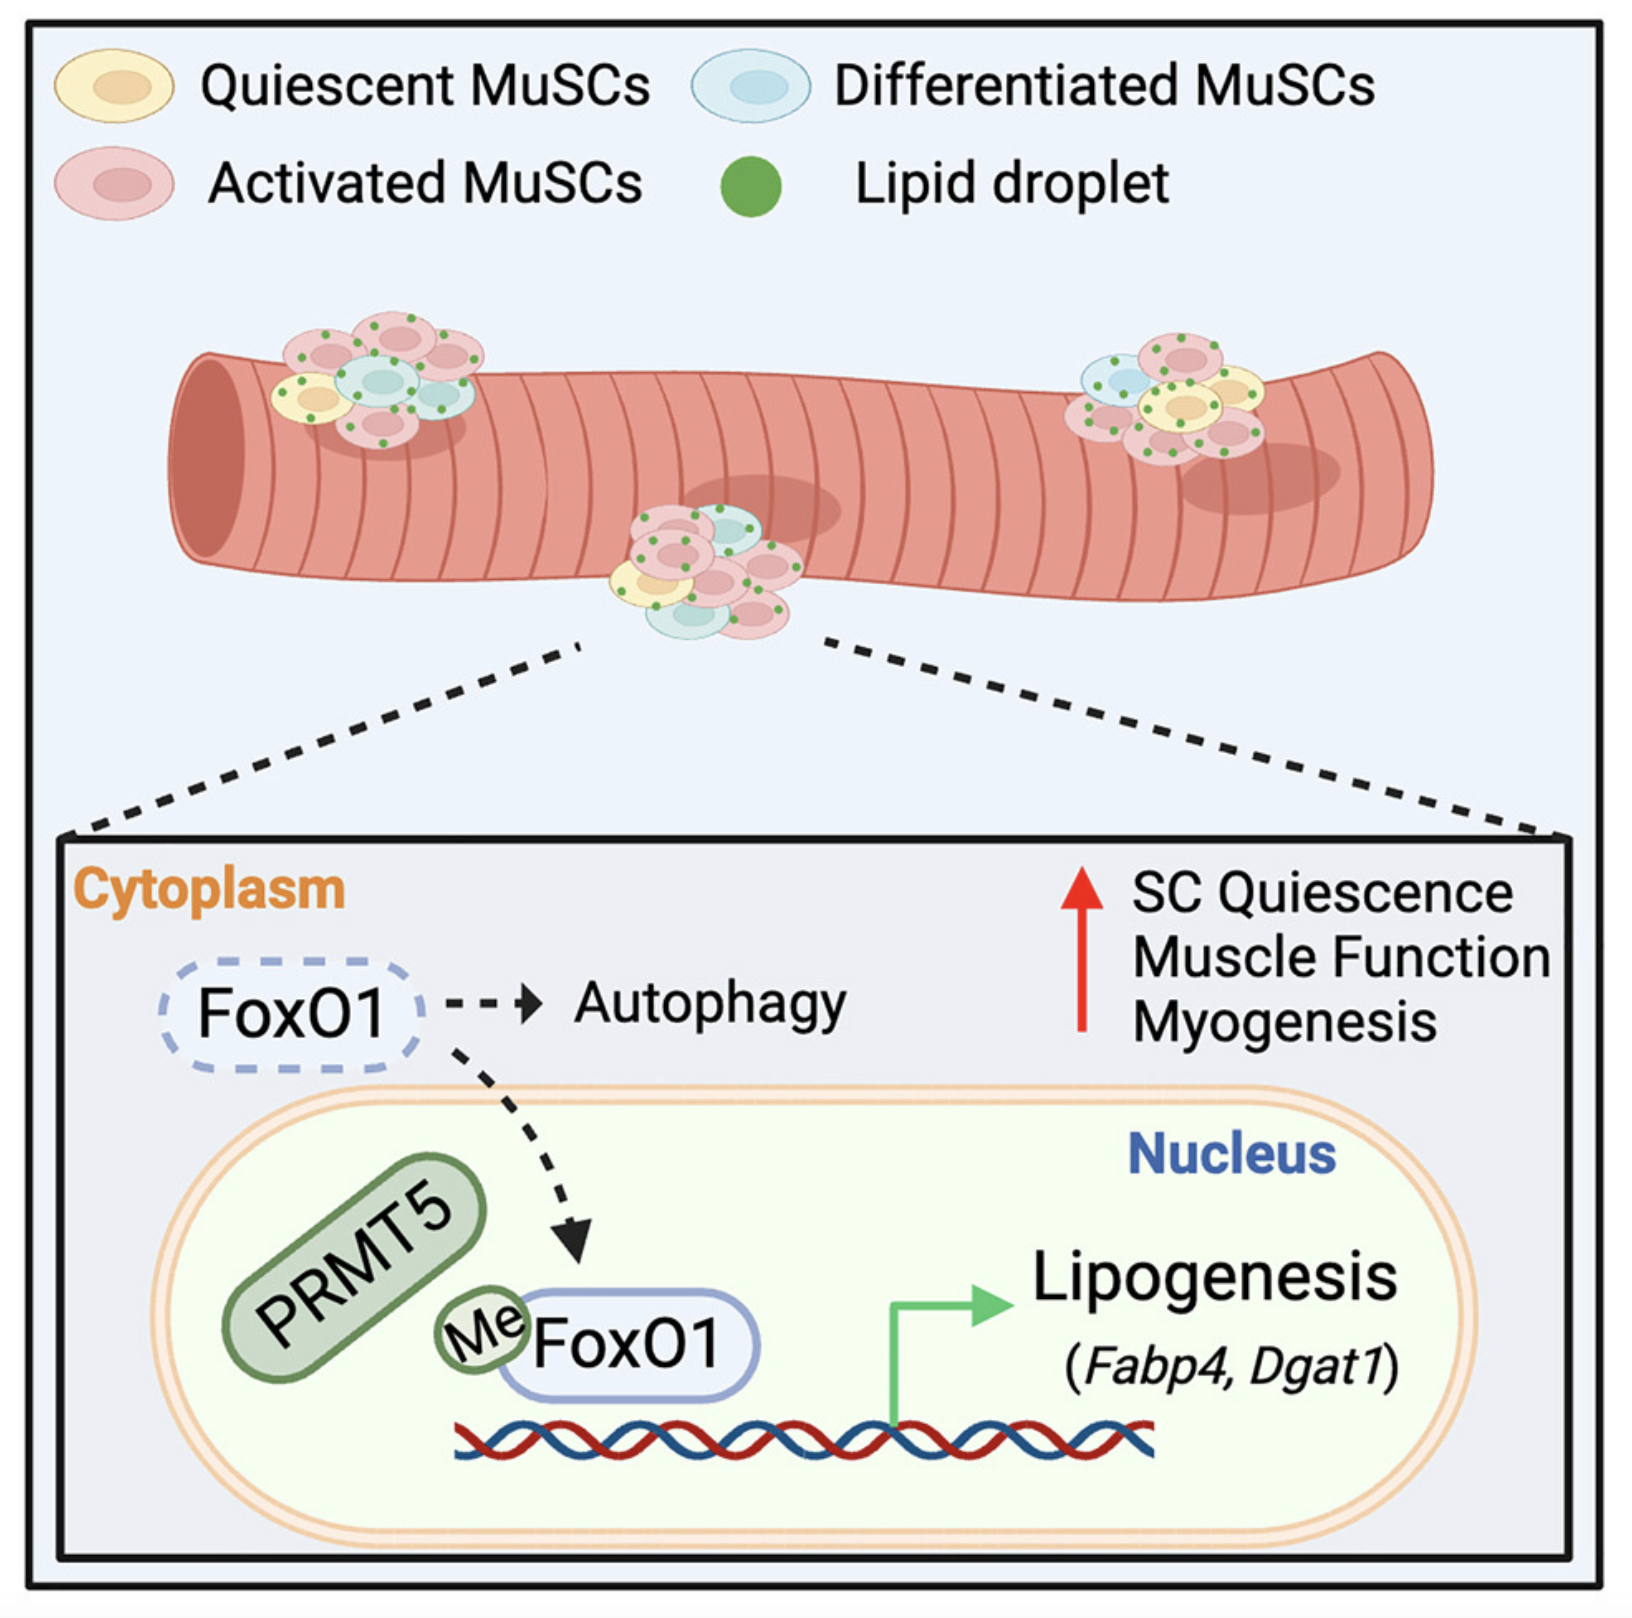 Quiescent MuSCs
Differentiated MuSCs
Activated MuSCs
Lipid droplet
Cytoplasm
SC Quiescence
Muscle Function
Myogenesis
FoxO1
Autophagy
Nucleus
PRMT5
Me
FoxO1
Lipogenesis
(Fabp4, Dgat1)